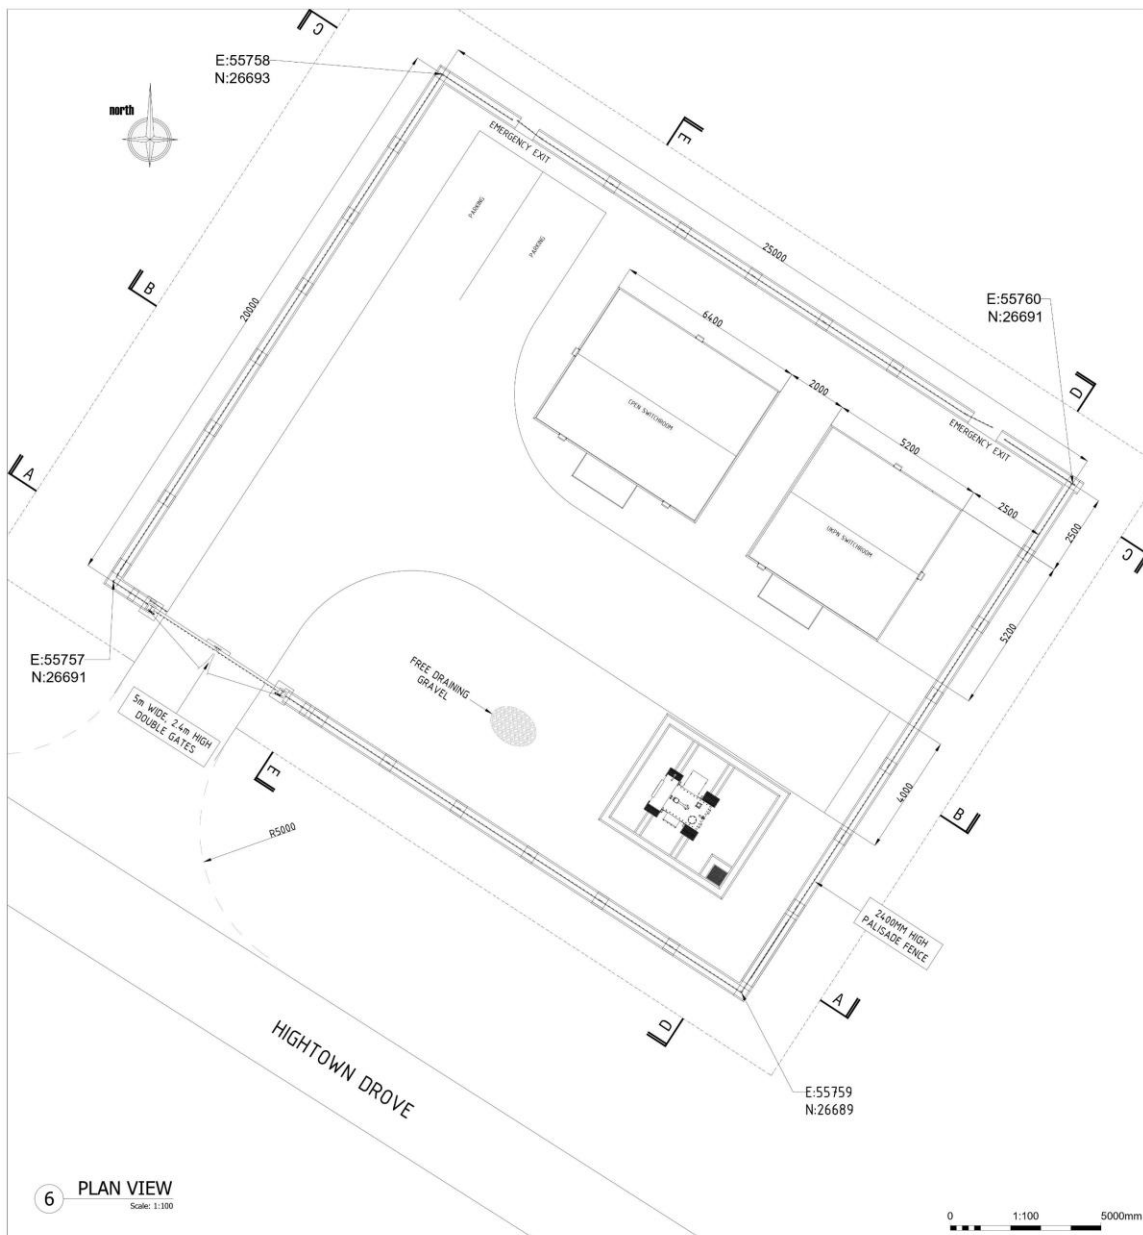 C
E:55758
N:26693
north
EMERGENCY EXIT
E
PARKING
PARKING
25000
B
20000
6400
E:55760
N:26691
2000
D
CPEN SWITCHROOM
5200
EMERGENCY EXIT
A
2500
2500
UKPN SWITCHROOM
C
5200
E:55757
N:26691
FREE DRAINING
GRAVEL
5m WIDE, 2.4m HIGH
DOUBLE GATES
E
4000
B
R5000
2400MM HIGH
PALISADE FENCE
A
D
HIGHTOWN DROVE
E:55759
N:26689
6
PLAN VIEW
Scale: 1:100
0 1:100 5000mm